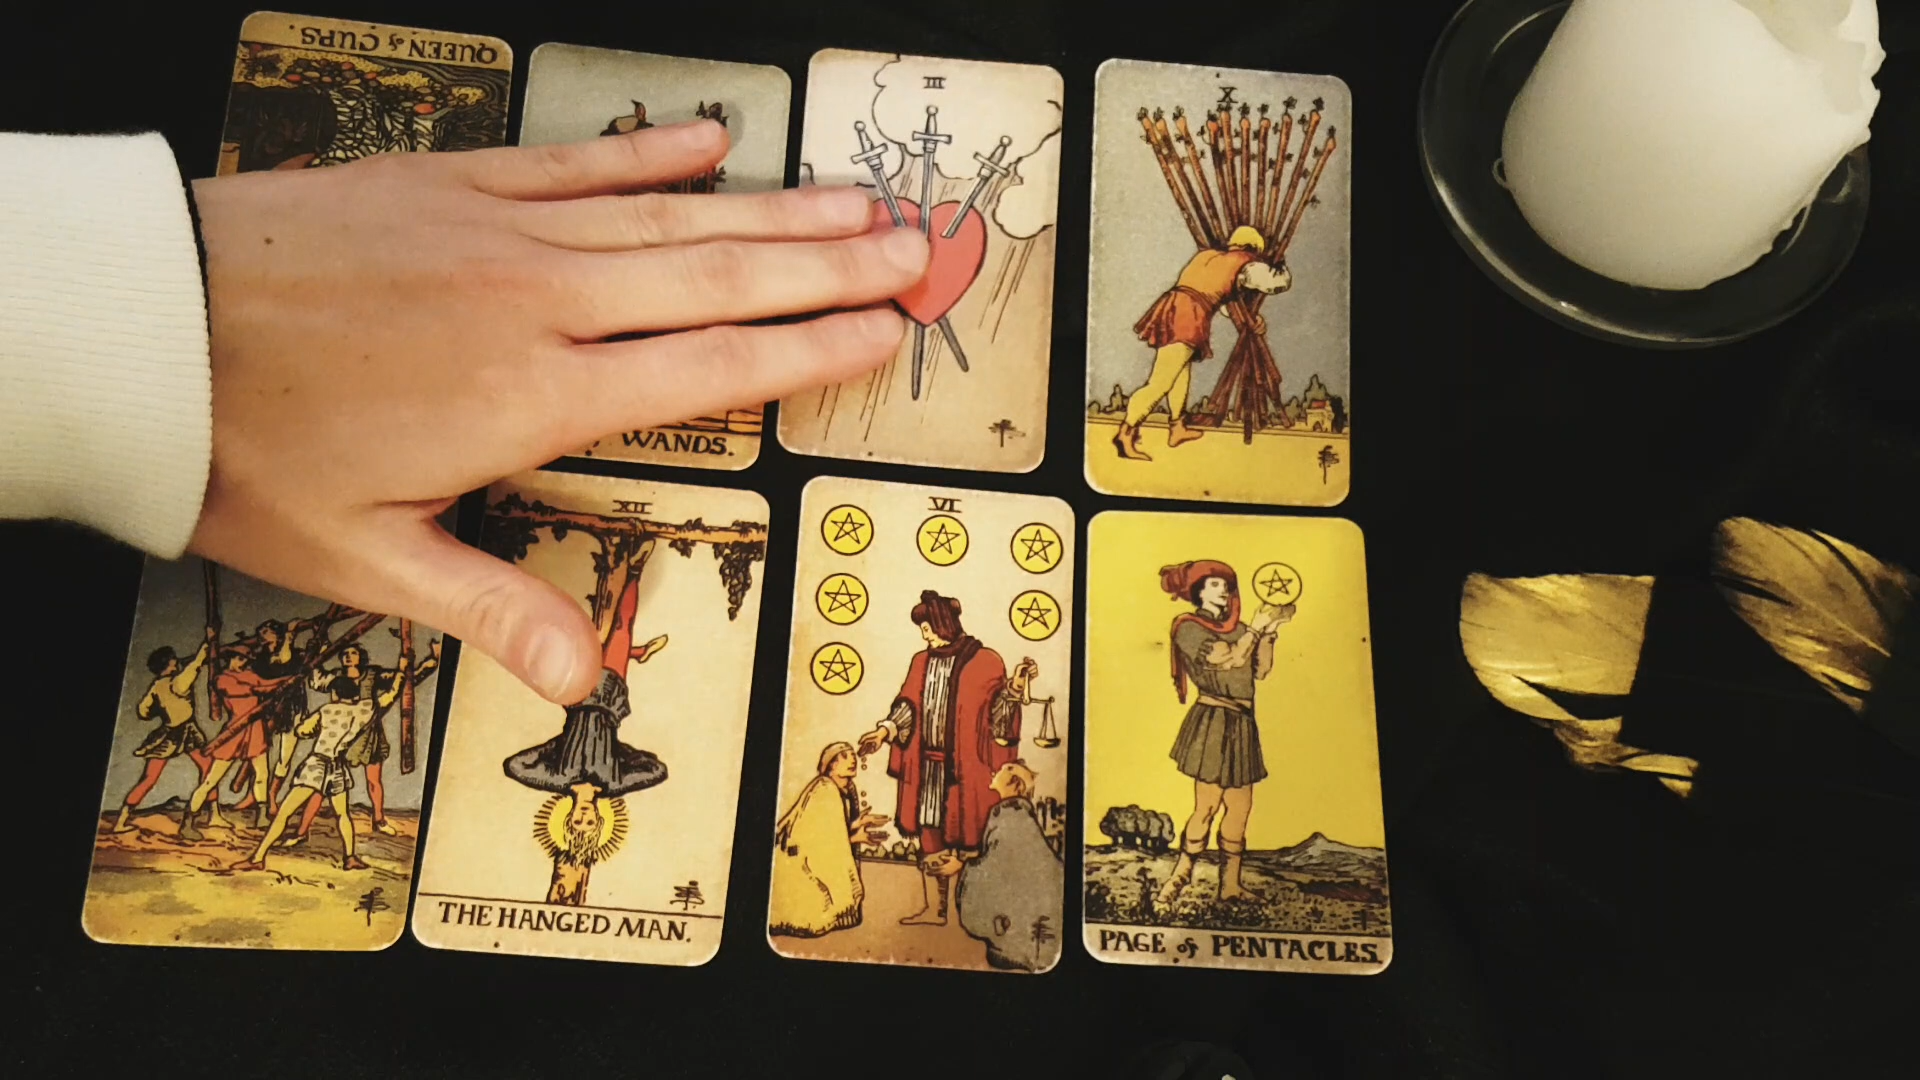 QUEEN of CUPS.
III
X
WANDS.
XII
VI
THE HANGED MAN.
PAGE of PENTACLES.